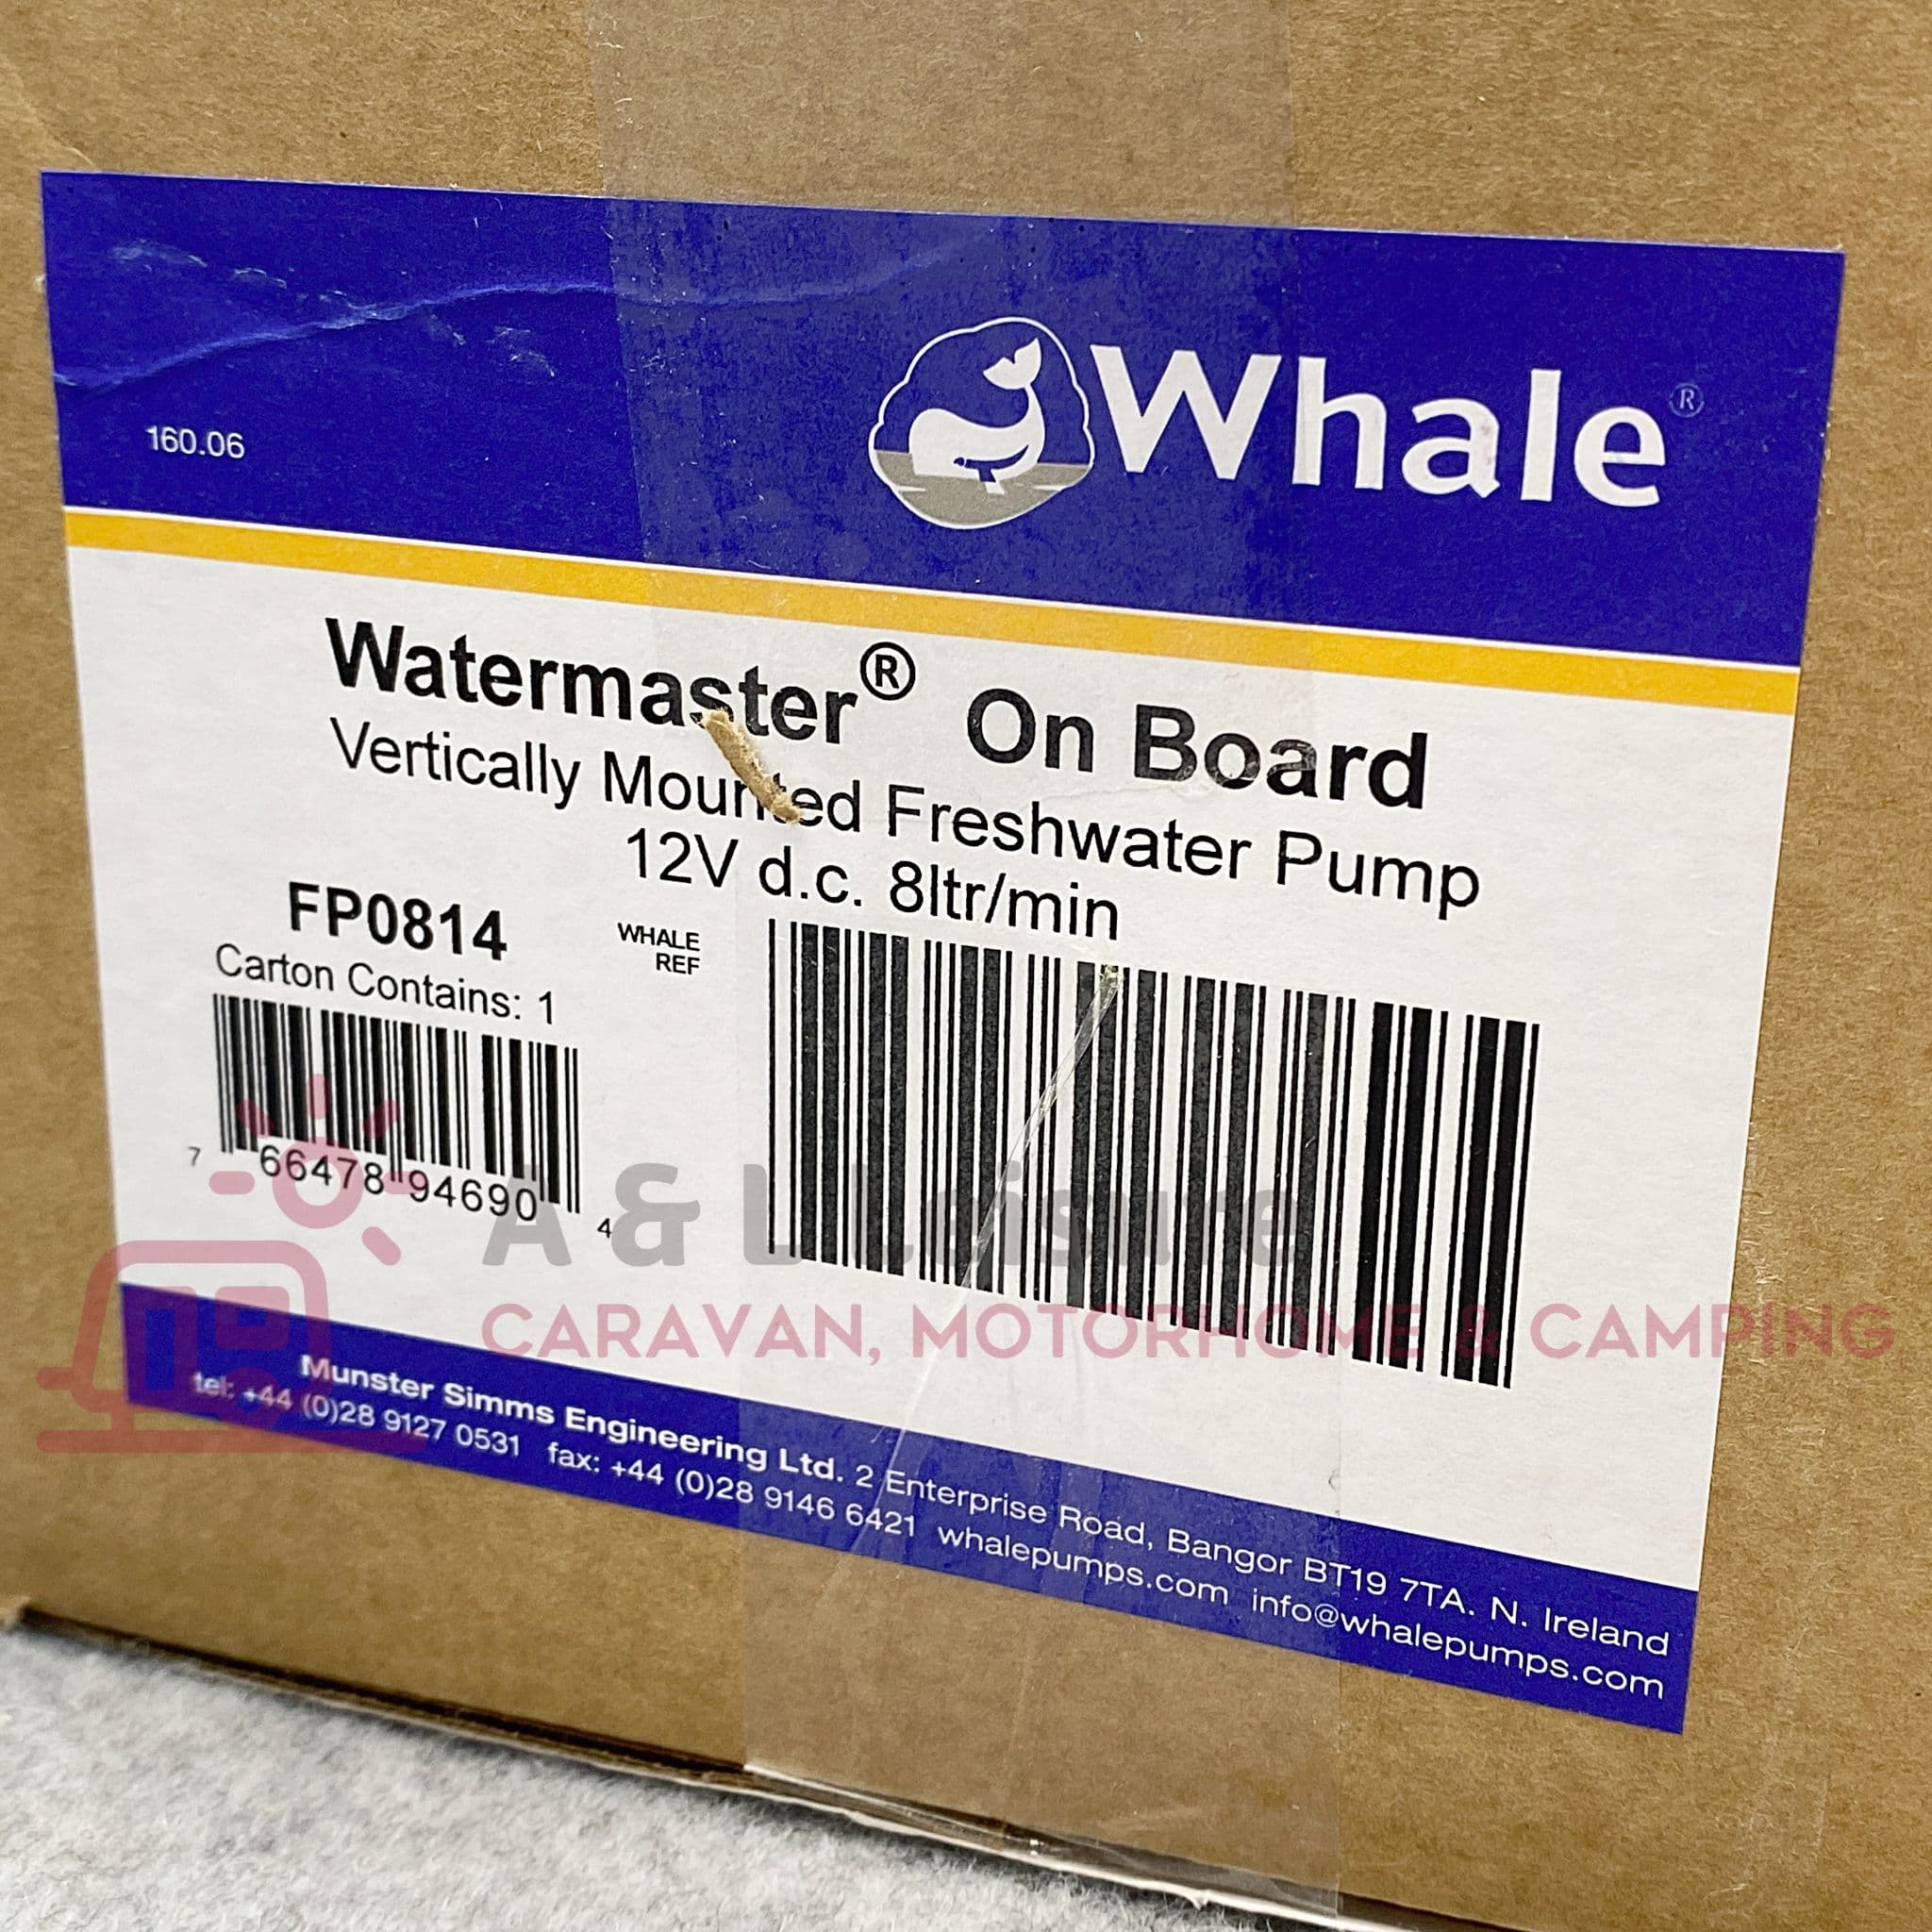 Whale®
160.06
Watermaster® On Board
Vertically Mounted Freshwater Pump
12V d.c. 8ltr/min
FP0814
Carton Contains: 1
WHALE
REF
7 66478 94690 4
A & L Leisure
CARAVAN, MOTORHOME & CAMPING
Munster Simms Engineering Ltd. 2 Enterprise Road, Bangor BT19 7TA. N. Ireland
tel: +44 (0)28 9127 0531 fax: +44 (0)28 9146 6421 whalepumps.com info@whalepumps.com